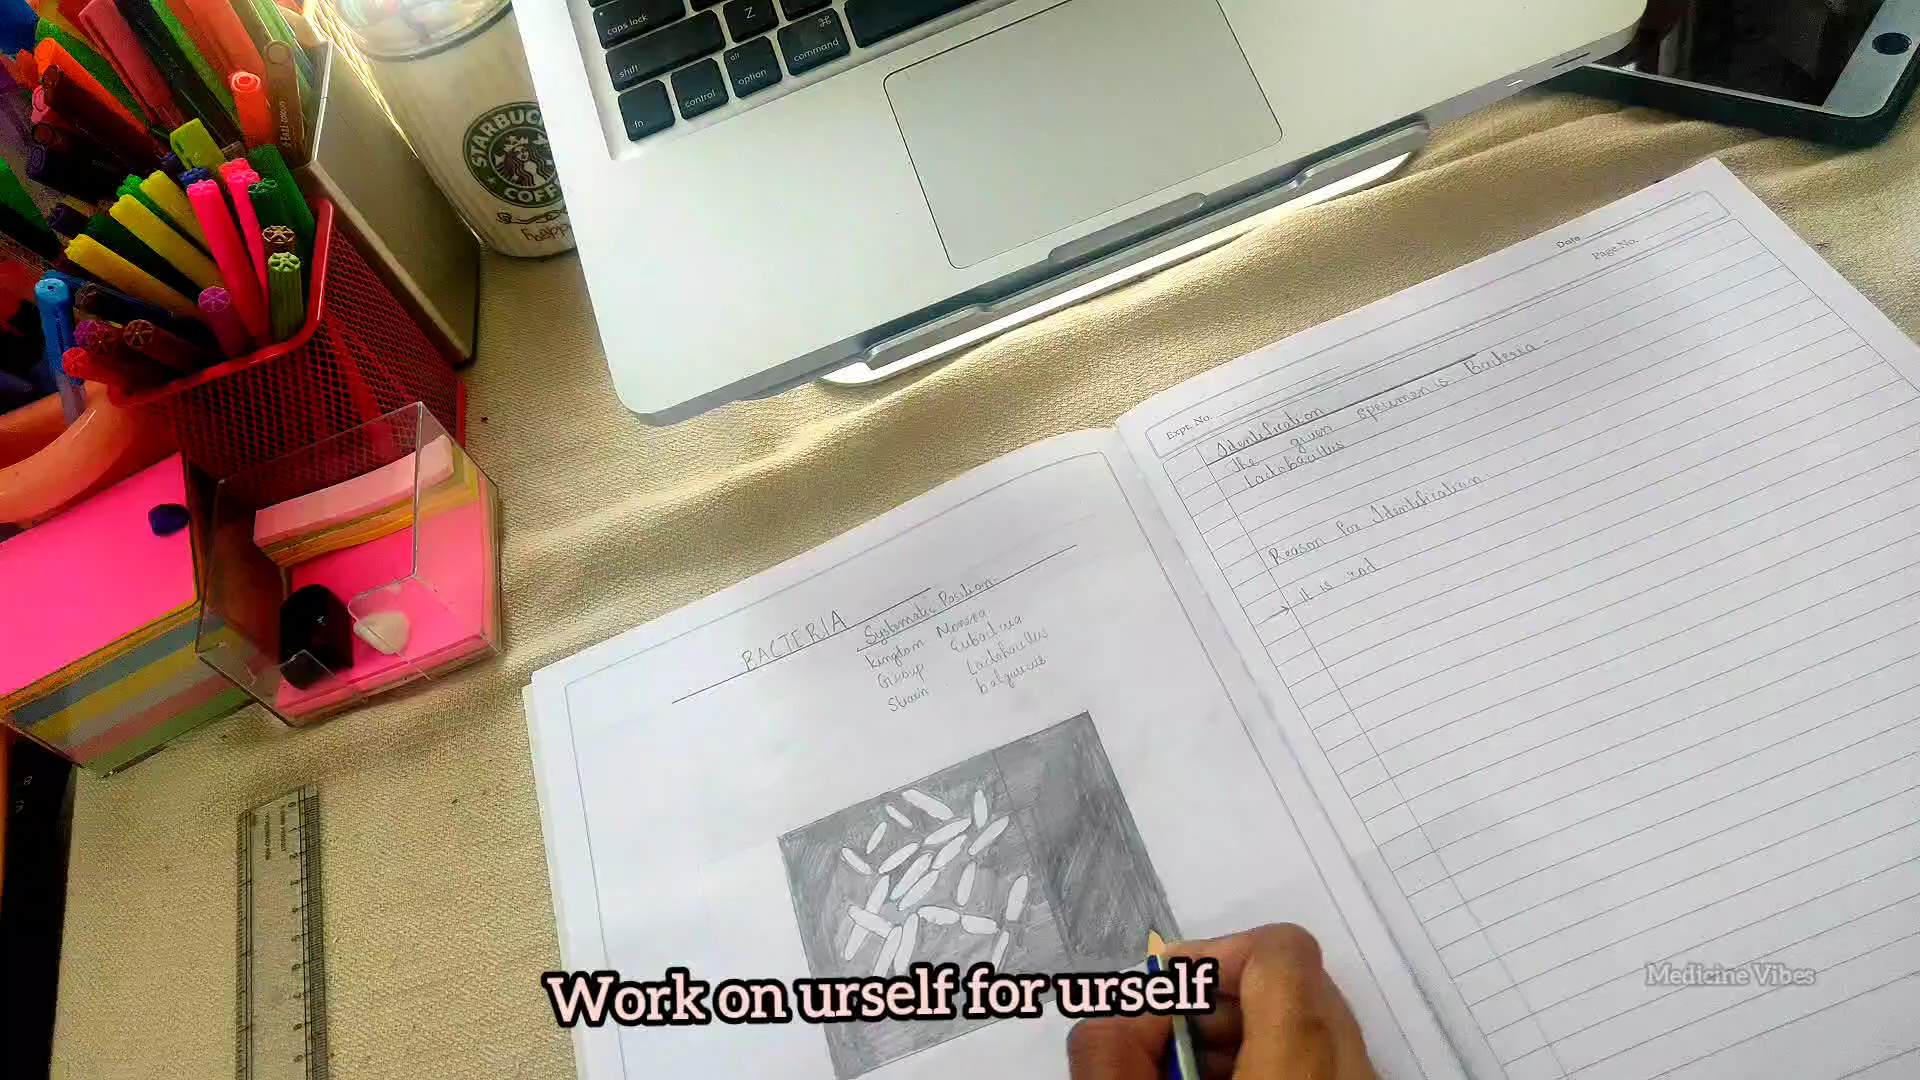 caps lock
Z
shift
fn
control
alt
option
⌘
command
STARBUCKS
COFFEE
Date
Page No.
Expt. No.
Identification
The given specimen is Bacteria -
Lactobacillus
Reason for Identification
→ It is rod
BACTERIA
Systematic Position-
kingdom Monera
Group Eubacteria
Strain Lactobacillus
balgaucus
Work on urself for urself
Medicine Vibes